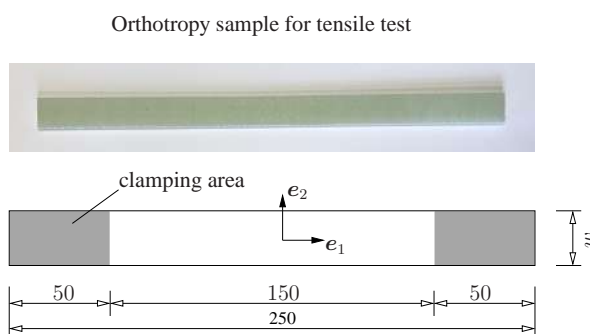 Orthotropy sample for tensile test
clamping area
e₂
e₁
50
150
50
250